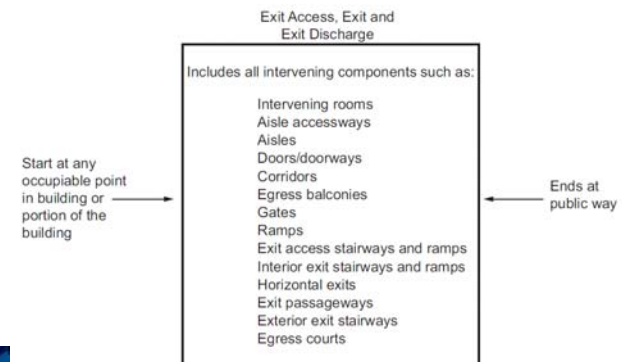 Exit Access, Exit and
Exit Discharge
Includes all intervening components such as:
Intervening rooms
Aisle accessways
Aisles
Doors/doorways
Corridors
Egress balconies
Gates
Ramps
Exit access stairways and ramps
Interior exit stairways and ramps
Horizontal exits
Exit passageways
Exterior exit stairways
Egress courts
Start at any
occupiable point
in building or
portion of the
building
Ends at
public way